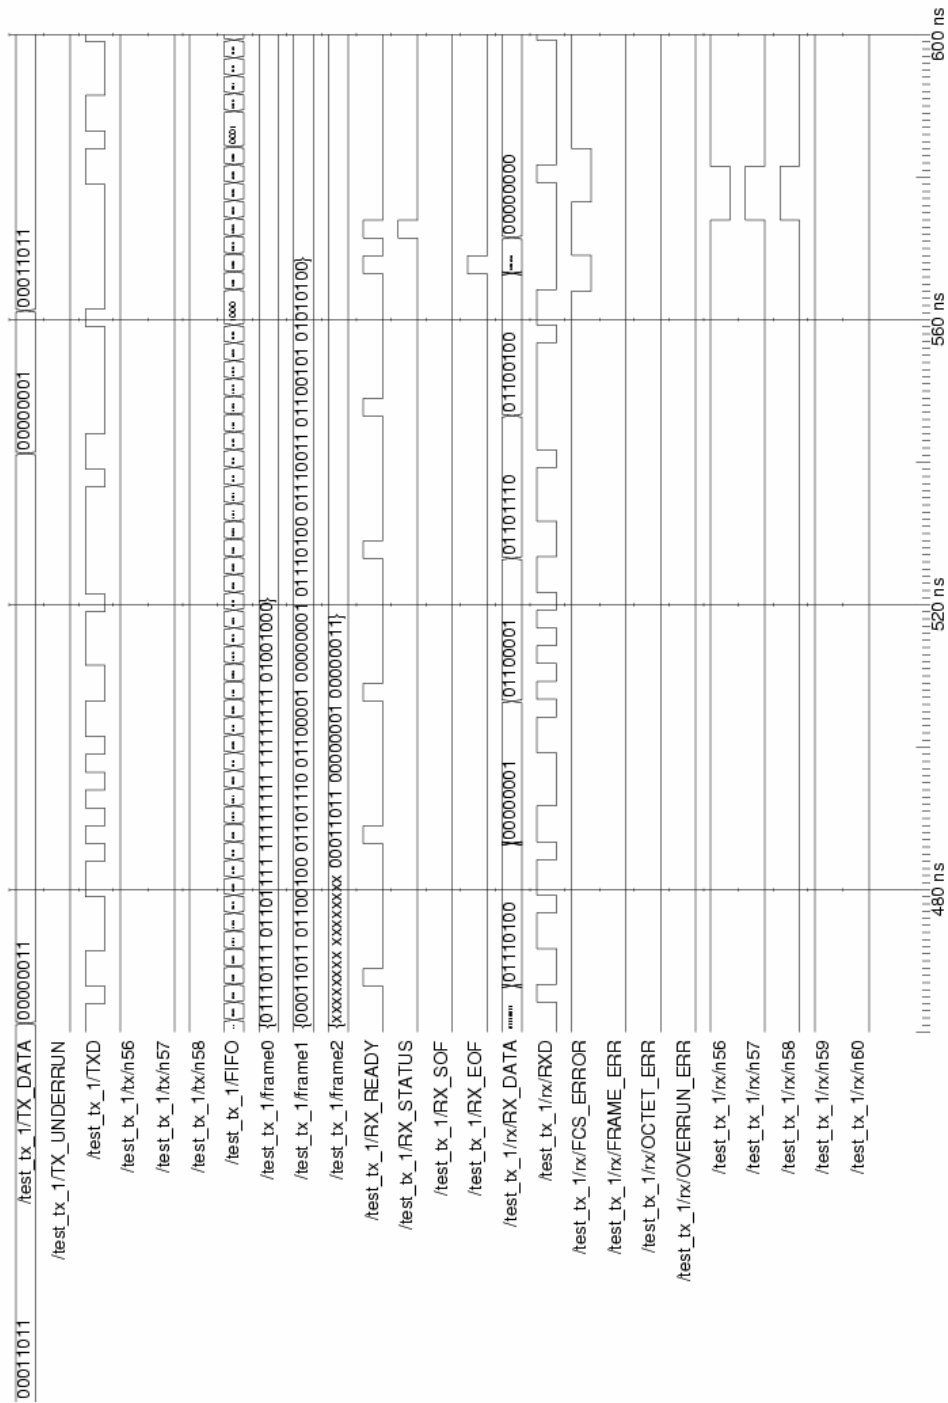 /test_tx_1/TX_DATA 00011011 00000011 00000001 00011011
/test_tx_1/TX_UNDERRUN
/test_tx_1/TXD
/test_tx_1/tx/n56
/test_tx_1/tx/n57
/test_tx_1/tx/n58
/test_tx_1/FIFO
/test_tx_1/frame0 {01110111 01101111 11111111 11111111 01001000}
/test_tx_1/frame1 {00011011 01100100 01101110 01100001 00000001 01110100 01110011 01100101 01010100}
/test_tx_1/frame2 {xxxxxxxx xxxxxxxx 00011011 00000001 00000011}
/test_tx_1/RX_READY
/test_tx_1/RX_STATUS
/test_tx_1/RX_SOF
/test_tx_1/RX_EOF
/test_tx_1/rx/RX_DATA 01110100 00000001 01100001 01101110 01100100 00000000
/test_tx_1/rx/RXD
/test_tx_1/rx/FCS_ERROR
/test_tx_1/rx/FRAME_ERR
/test_tx_1/rx/OCTET_ERR
/test_tx_1/rx/OVERRUN_ERR
/test_tx_1/rx/n56
/test_tx_1/rx/n57
/test_tx_1/rx/n58
/test_tx_1/rx/n59
/test_tx_1/rx/n60
480 ns 520 ns 560 ns 600 ns